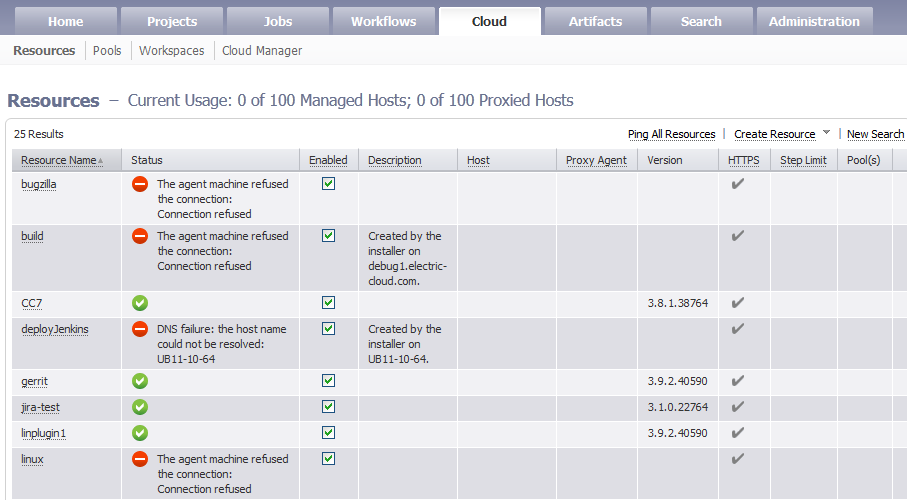 Home Projects Jobs Workflows Cloud Artifacts Search Administration
Resources Pools Workspaces Cloud Manager
Resources – Current Usage: 0 of 100 Managed Hosts; 0 of 100 Proxied Hosts
25 Results Ping All Resources Create Resource New Search
Resource Name Status Enabled Description Host Proxy Agent Version HTTPS Step Limit Pool(s)
bugzilla The agent machine refused
the connection:
Connection refused
build The agent machine refused Created by the
the connection: installer on
Connection refused debug1.electric-
cloud.com.
CC7 3.8.1.38764
deployJenkins DNS failure: the host name Created by the
could not be resolved: installer on
UB11-10-64 UB11-10-64.
gerrit 3.9.2.40590
jira-test 3.1.0.22764
linplugin1 3.9.2.40590
linux The agent machine refused
the connection:
Connection refused